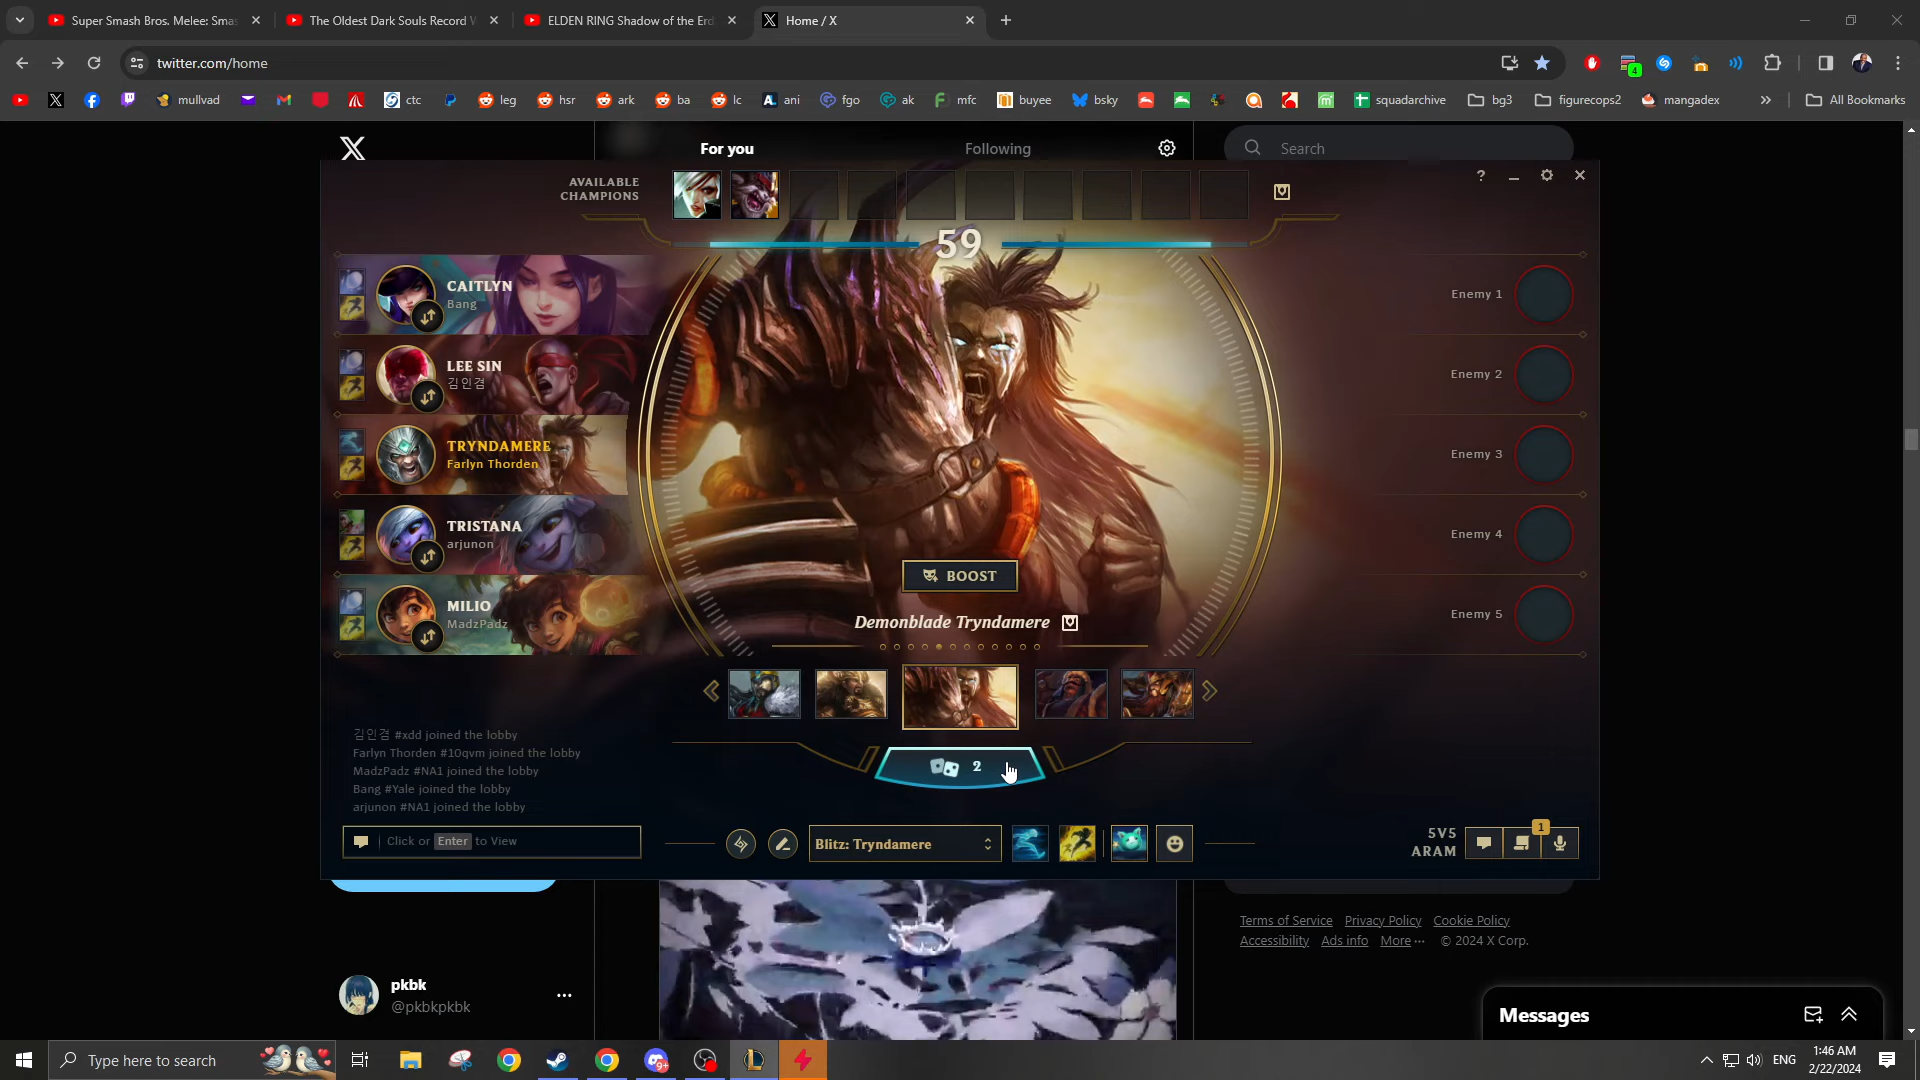 Super Smash Bros. Melee: Smas
The Oldest Dark Souls Record W
ELDEN RING Shadow of the Erd
Home / X
twitter.com/home
4
mullvad
ctc
leg
hsr
ark
ba
lc
ani
fgo
ak
mfc
buyee
bsky
squadarchive
bg3
figurecops2
mangadex
All Bookmarks
For you
Following
Search
AVAILABLE
CHAMPIONS
?
59
CAITLYN
Bang
LEE SIN
김인겸
TRYNDAMERE
Farlyn Thorden
TRISTANA
arjunon
MILIO
MadzPadz
Enemy 1
Enemy 2
Enemy 3
Enemy 4
Enemy 5
BOOST
Demonblade Tryndamere
2
김인겸 #xdd joined the lobby
Farlyn Thorden #10qvm joined the lobby
MadzPadz #NA1 joined the lobby
Bang #Yale joined the lobby
arjunon #NA1 joined the lobby
Click or Enter to View
Blitz: Tryndamere
5V5
ARAM
1
Terms of Service Privacy Policy Cookie Policy
Accessibility Ads info More ··· © 2024 X Corp.
pkbk
@pkbkpkbk
Messages
Type here to search
9+
ENG
1:46 AM
2/22/2024